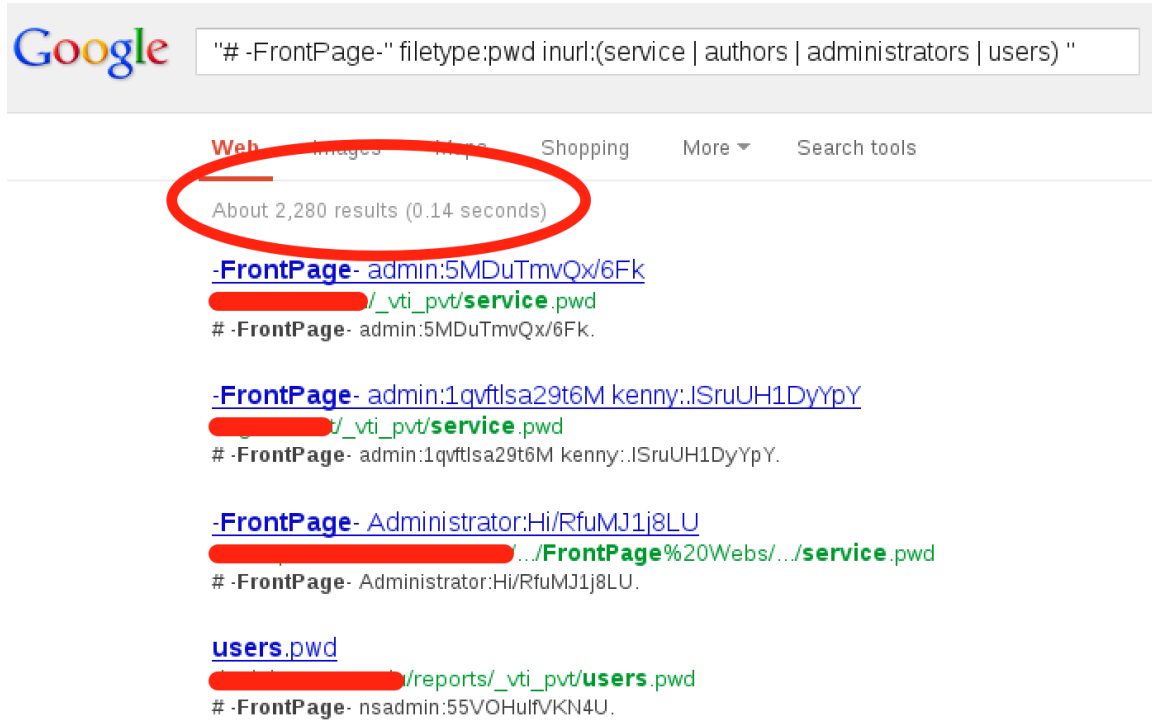 Google
"# -FrontPage-" filetype:pwd inurl:(service | authors | administrators | users) "
Web Images Maps Shopping More Search tools
About 2,280 results (0.14 seconds)
-FrontPage- admin:5MDuTmvQx/6Fk
/_vti_pvt/service.pwd
# -FrontPage- admin:5MDuTmvQx/6Fk.
-FrontPage- admin:1qvftlsa29t6M kenny:.ISruUH1DyYpY
/_vti_pvt/service.pwd
# -FrontPage- admin:1qvftlsa29t6M kenny:.ISruUH1DyYpY.
-FrontPage- Administrator:Hi/RfuMJ1j8LU
/.../FrontPage%20Webs/.../service.pwd
# -FrontPage- Administrator:Hi/RfuMJ1j8LU.
users.pwd
/reports/_vti_pvt/users.pwd
# -FrontPage- nsadmin:55VOHulfVKN4U.